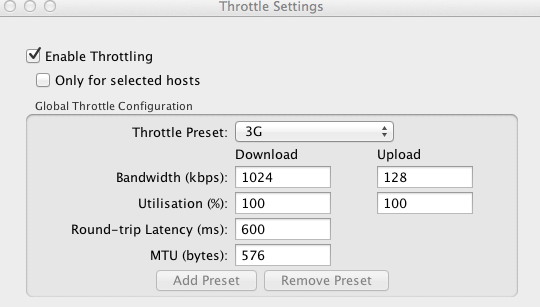 Throttle Settings
Enable Throttling
Only for selected hosts
Global Throttle Configuration
Throttle Preset: 3G
Download Upload
Bandwidth (kbps): 1024 128
Utilisation (%): 100 100
Round-trip Latency (ms): 600
MTU (bytes): 576
Add Preset Remove Preset